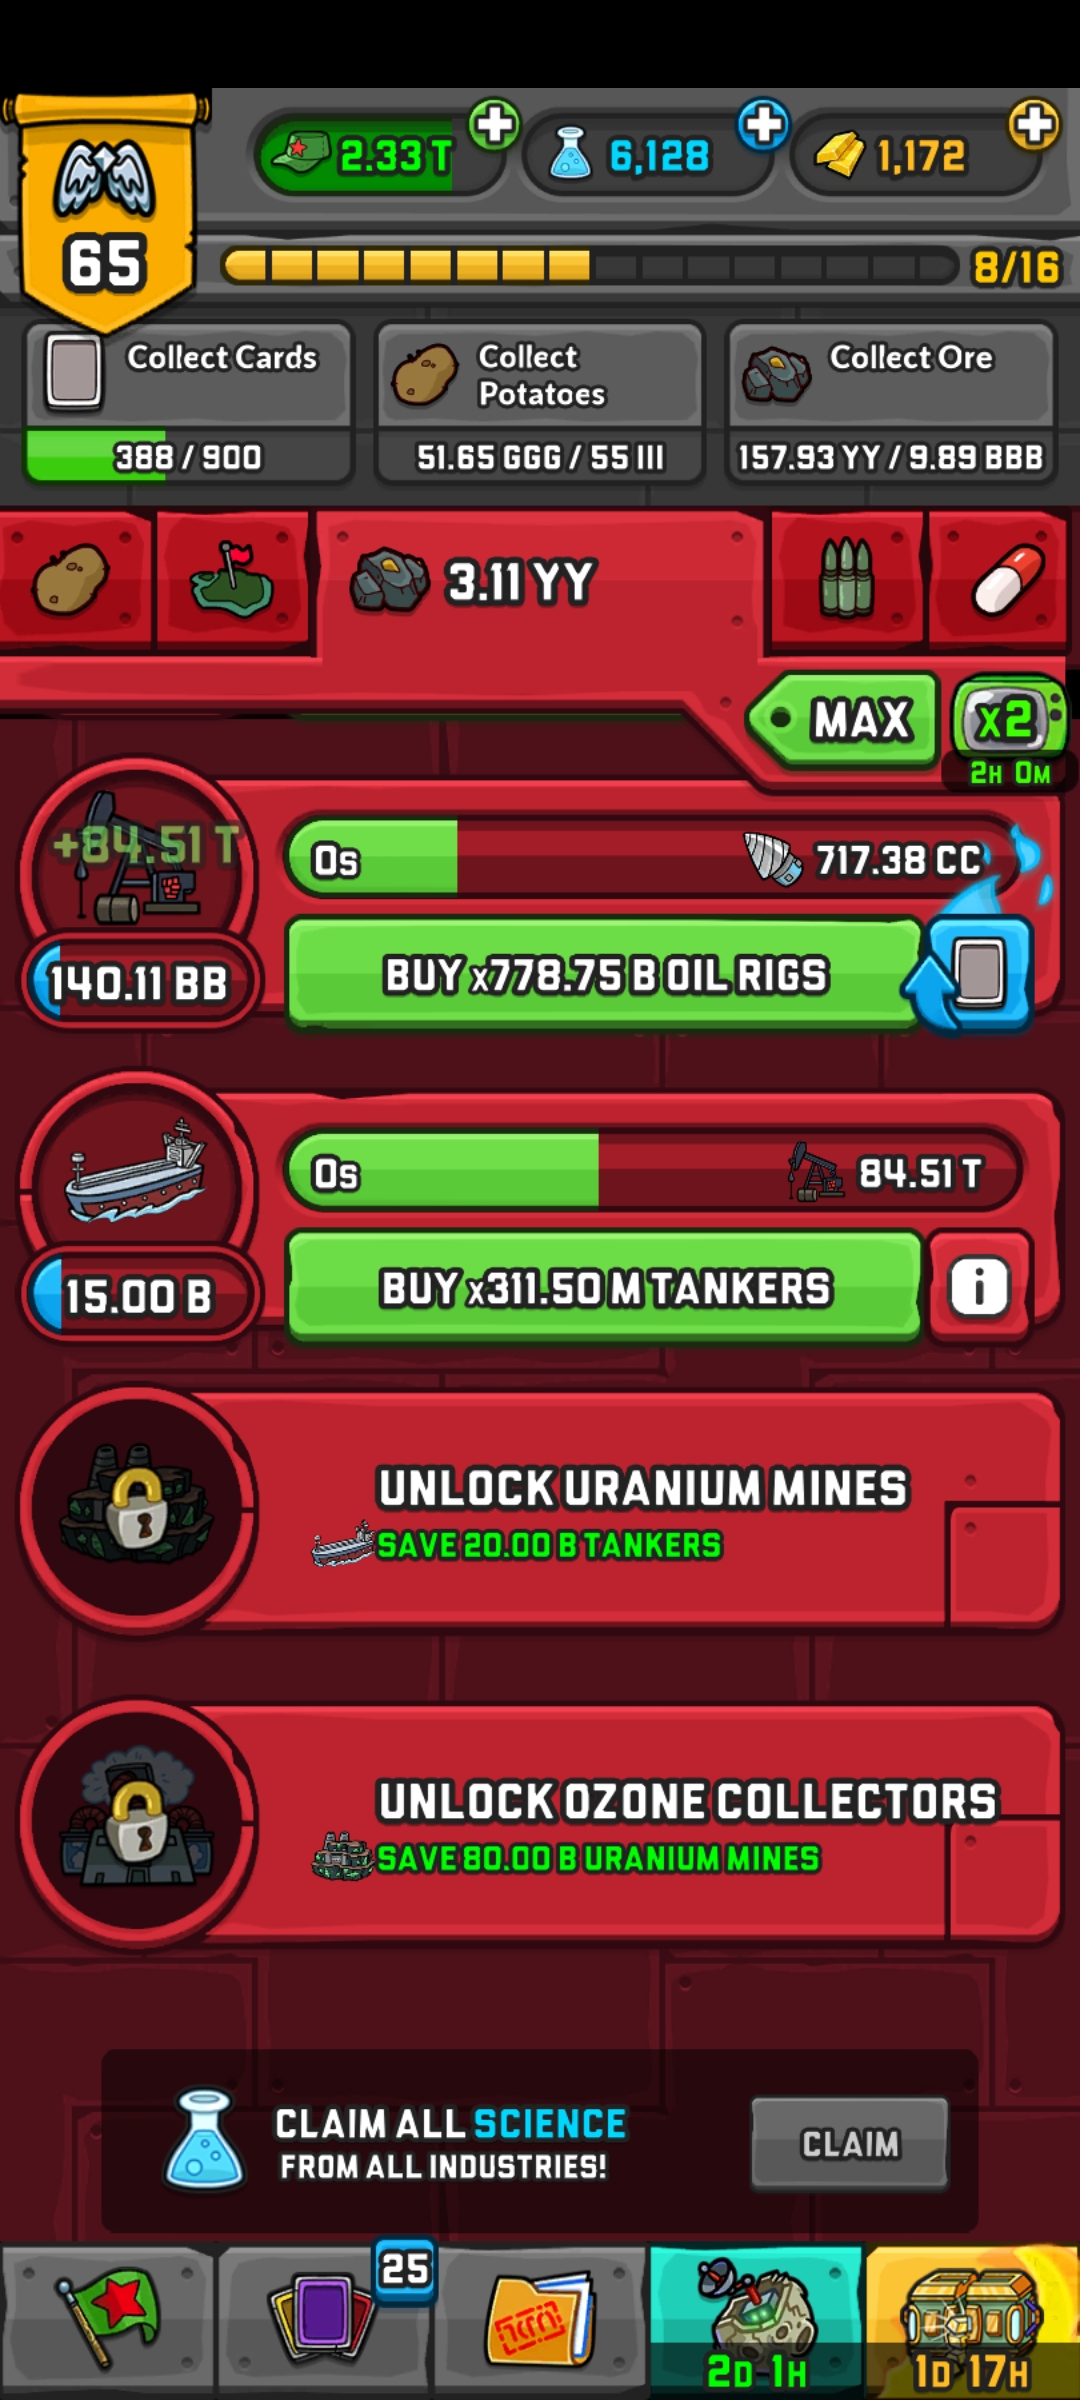 2.33 T
6,128
1,172
65
8/16
Collect Cards
388 / 900
Collect
Potatoes
51.65 GGG / 55 III
Collect Ore
157.93 YY / 9.89 BBB
3.11 YY
MAX
x2
2H 0M
+84.51 T
0s
717.38 CC
140.11 BB
BUY x778.75 B OIL RIGS
0s
84.51 T
15.00 B
BUY x311.50 M TANKERS
i
UNLOCK URANIUM MINES
SAVE 20.00 B TANKERS
UNLOCK OZONE COLLECTORS
SAVE 80.00 B URANIUM MINES
CLAIM ALL SCIENCE
FROM ALL INDUSTRIES!
CLAIM
25
2D 1H
1D 17H